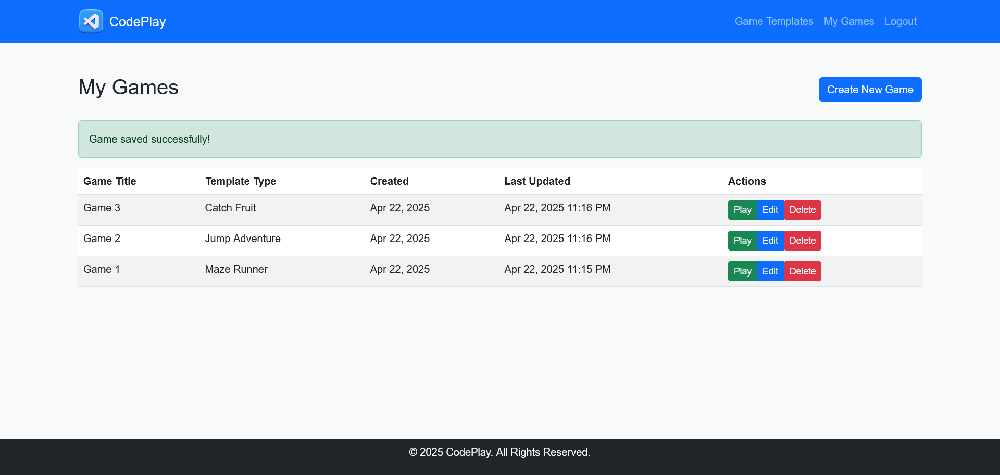 CodePlay Game Templates My Games Logout
My Games Create New Game
Game saved successfully!
Game Title Template Type Created Last Updated Actions
Game 3 Catch Fruit Apr 22, 2025 Apr 22, 2025 11:16 PM Play Edit Delete
Game 2 Jump Adventure Apr 22, 2025 Apr 22, 2025 11:16 PM Play Edit Delete
Game 1 Maze Runner Apr 22, 2025 Apr 22, 2025 11:15 PM Play Edit Delete
© 2025 CodePlay. All Rights Reserved.